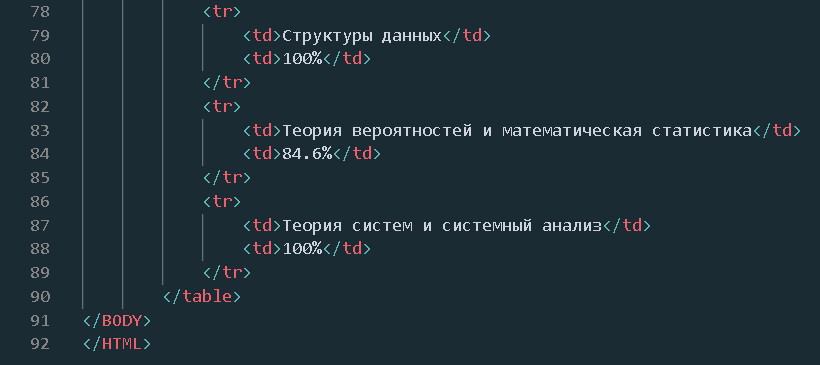 78 <tr>
79 <td>Структуры данных</td>
80 <td>100%</td>
81 </tr>
82 <tr>
83 <td>Теория вероятностей и математическая статистика</td>
84 <td>84.6%</td>
85 </tr>
86 <tr>
87 <td>Теория систем и системный анализ</td>
88 <td>100%</td>
89 </tr>
90 </table>
91 </BODY>
92 </HTML>